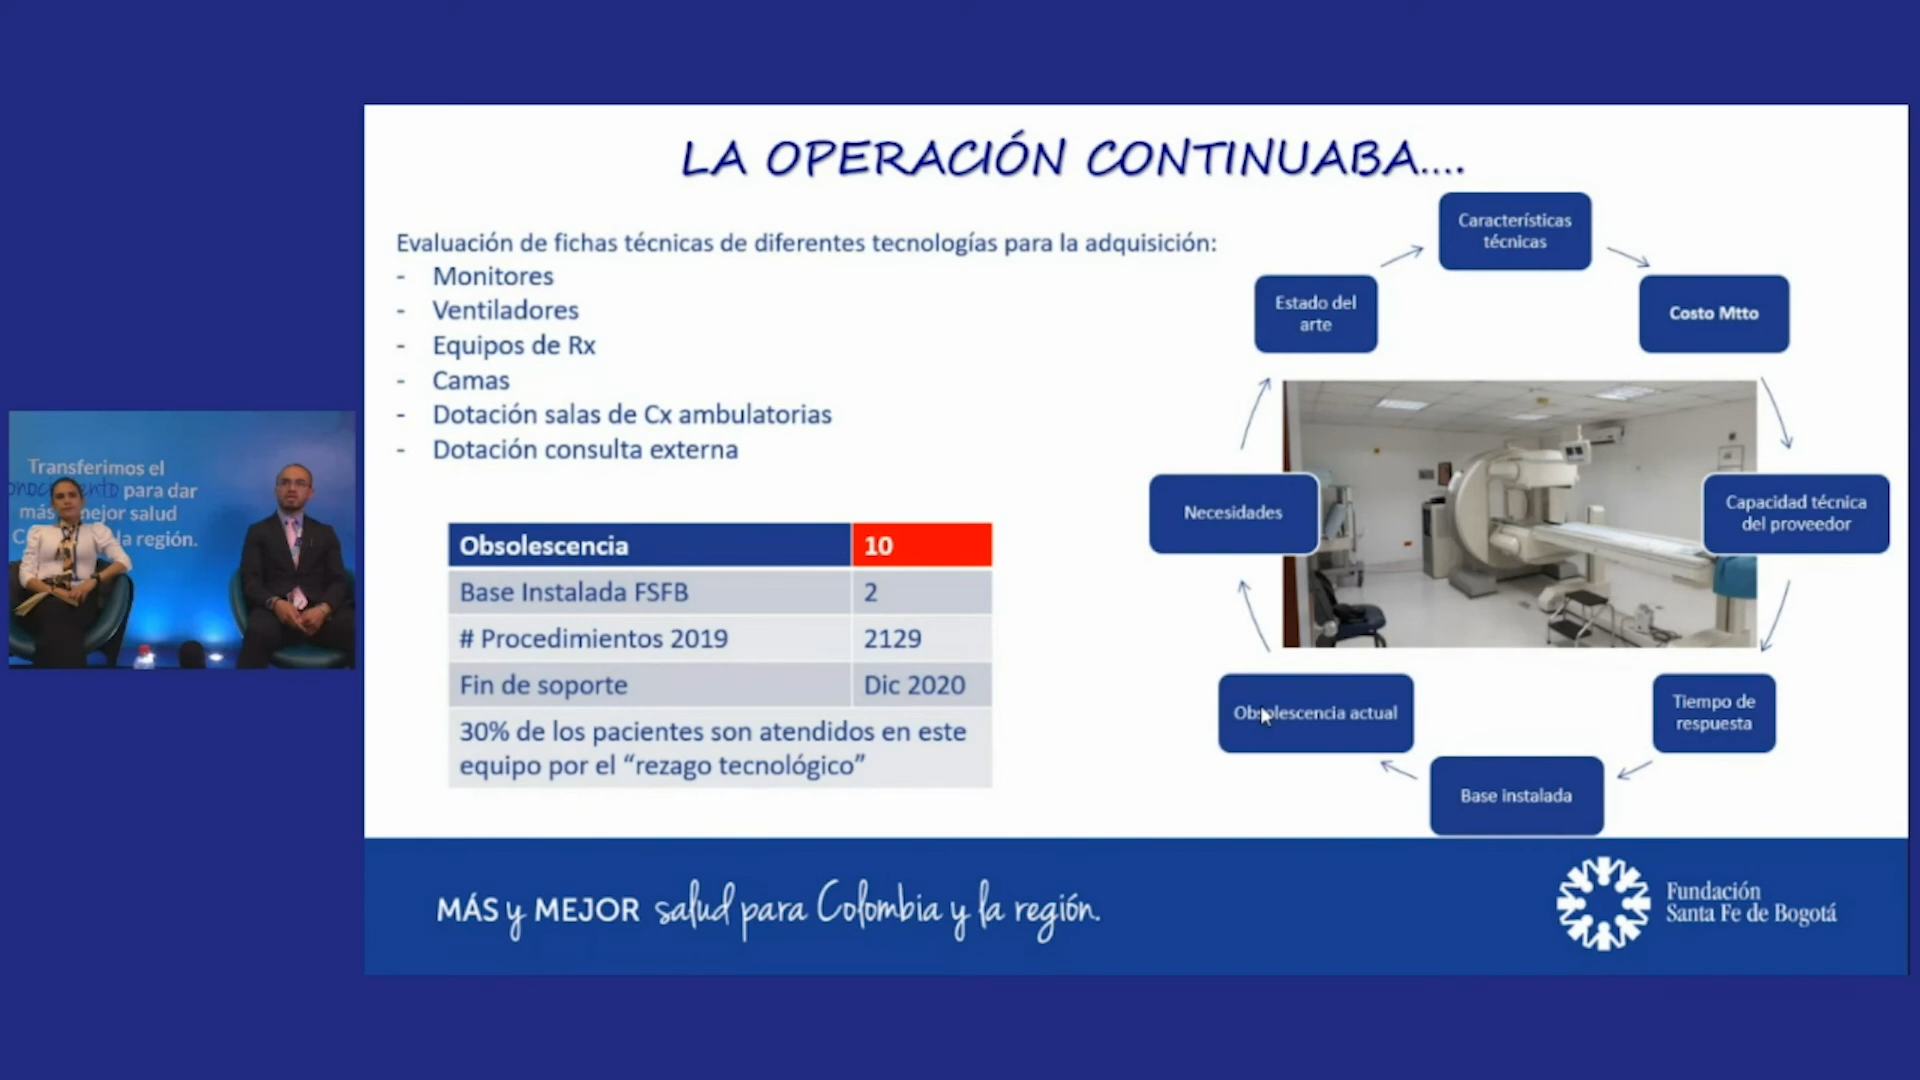 LA OPERACIÓN CONTINUABA....
Evaluación de fichas técnicas de diferentes tecnologías para la adquisición:
- Monitores
- Ventiladores
- Equipos de Rx
- Camas
- Dotación salas de Cx ambulatorias
- Dotación consulta externa
Obsolescencia 10
Base Instalada FSFB 2
# Procedimientos 2019 2129
Fin de soporte Dic 2020
30% de los pacientes son atendidos en este
equipo por el “rezago tecnológico”
Características
técnicas
Costo Mtto
Capacidad técnica
del proveedor
Tiempo de
respuesta
Base instalada
Obsolescencia actual
Necesidades
Estado del
arte
Transferimos el
para dar
mejor salud
la región.
MÁS y MEJOR salud para Colombia y la región.
Fundación
Santa Fe de Bogotá